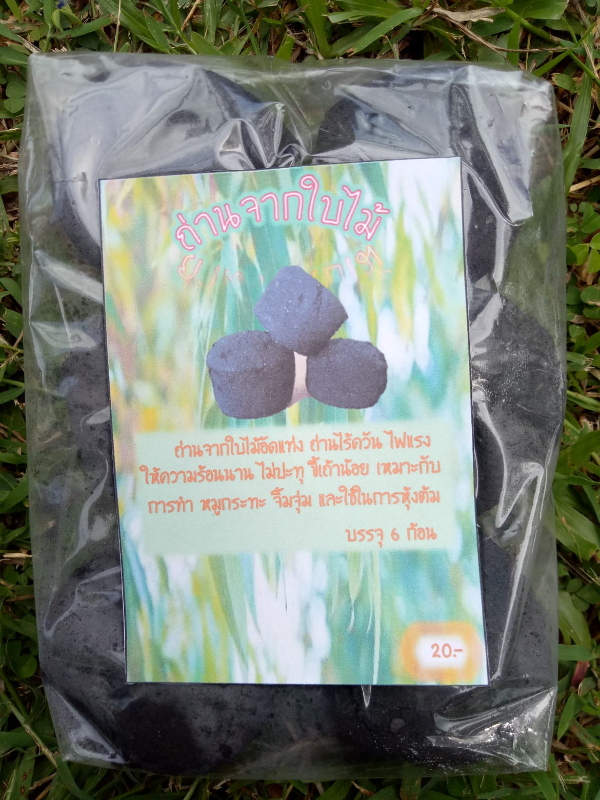 ถ่านจากใบไม้
ถ่านจากใบไม้อัดแท่ง ถ่านไร้ควัน ไฟแรง
ให้ความร้อนนาน ไม่ปะทุ ขี้เถ้าน้อย เหมาะกับ
การทำ หมูกระทะ จิ้มจุ่ม และใช้ในการหุงต้ม
บรรจุ 6 ก้อน
20.-